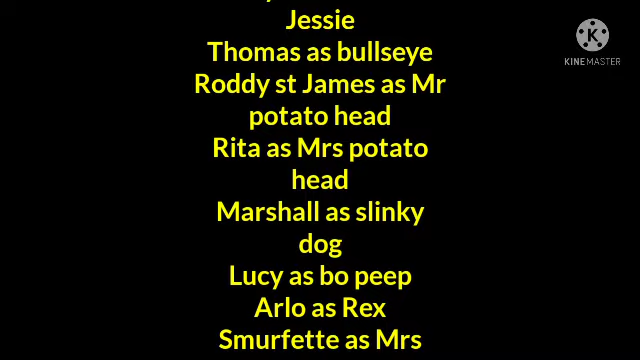 Jessie
Thomas as bullseye
Roddy st James as Mr
potato head
Rita as Mrs potato
head
Marshall as slinky
dog
Lucy as bo peep
Arlo as Rex
Smurfette as Mrs
K
KINEMASTER